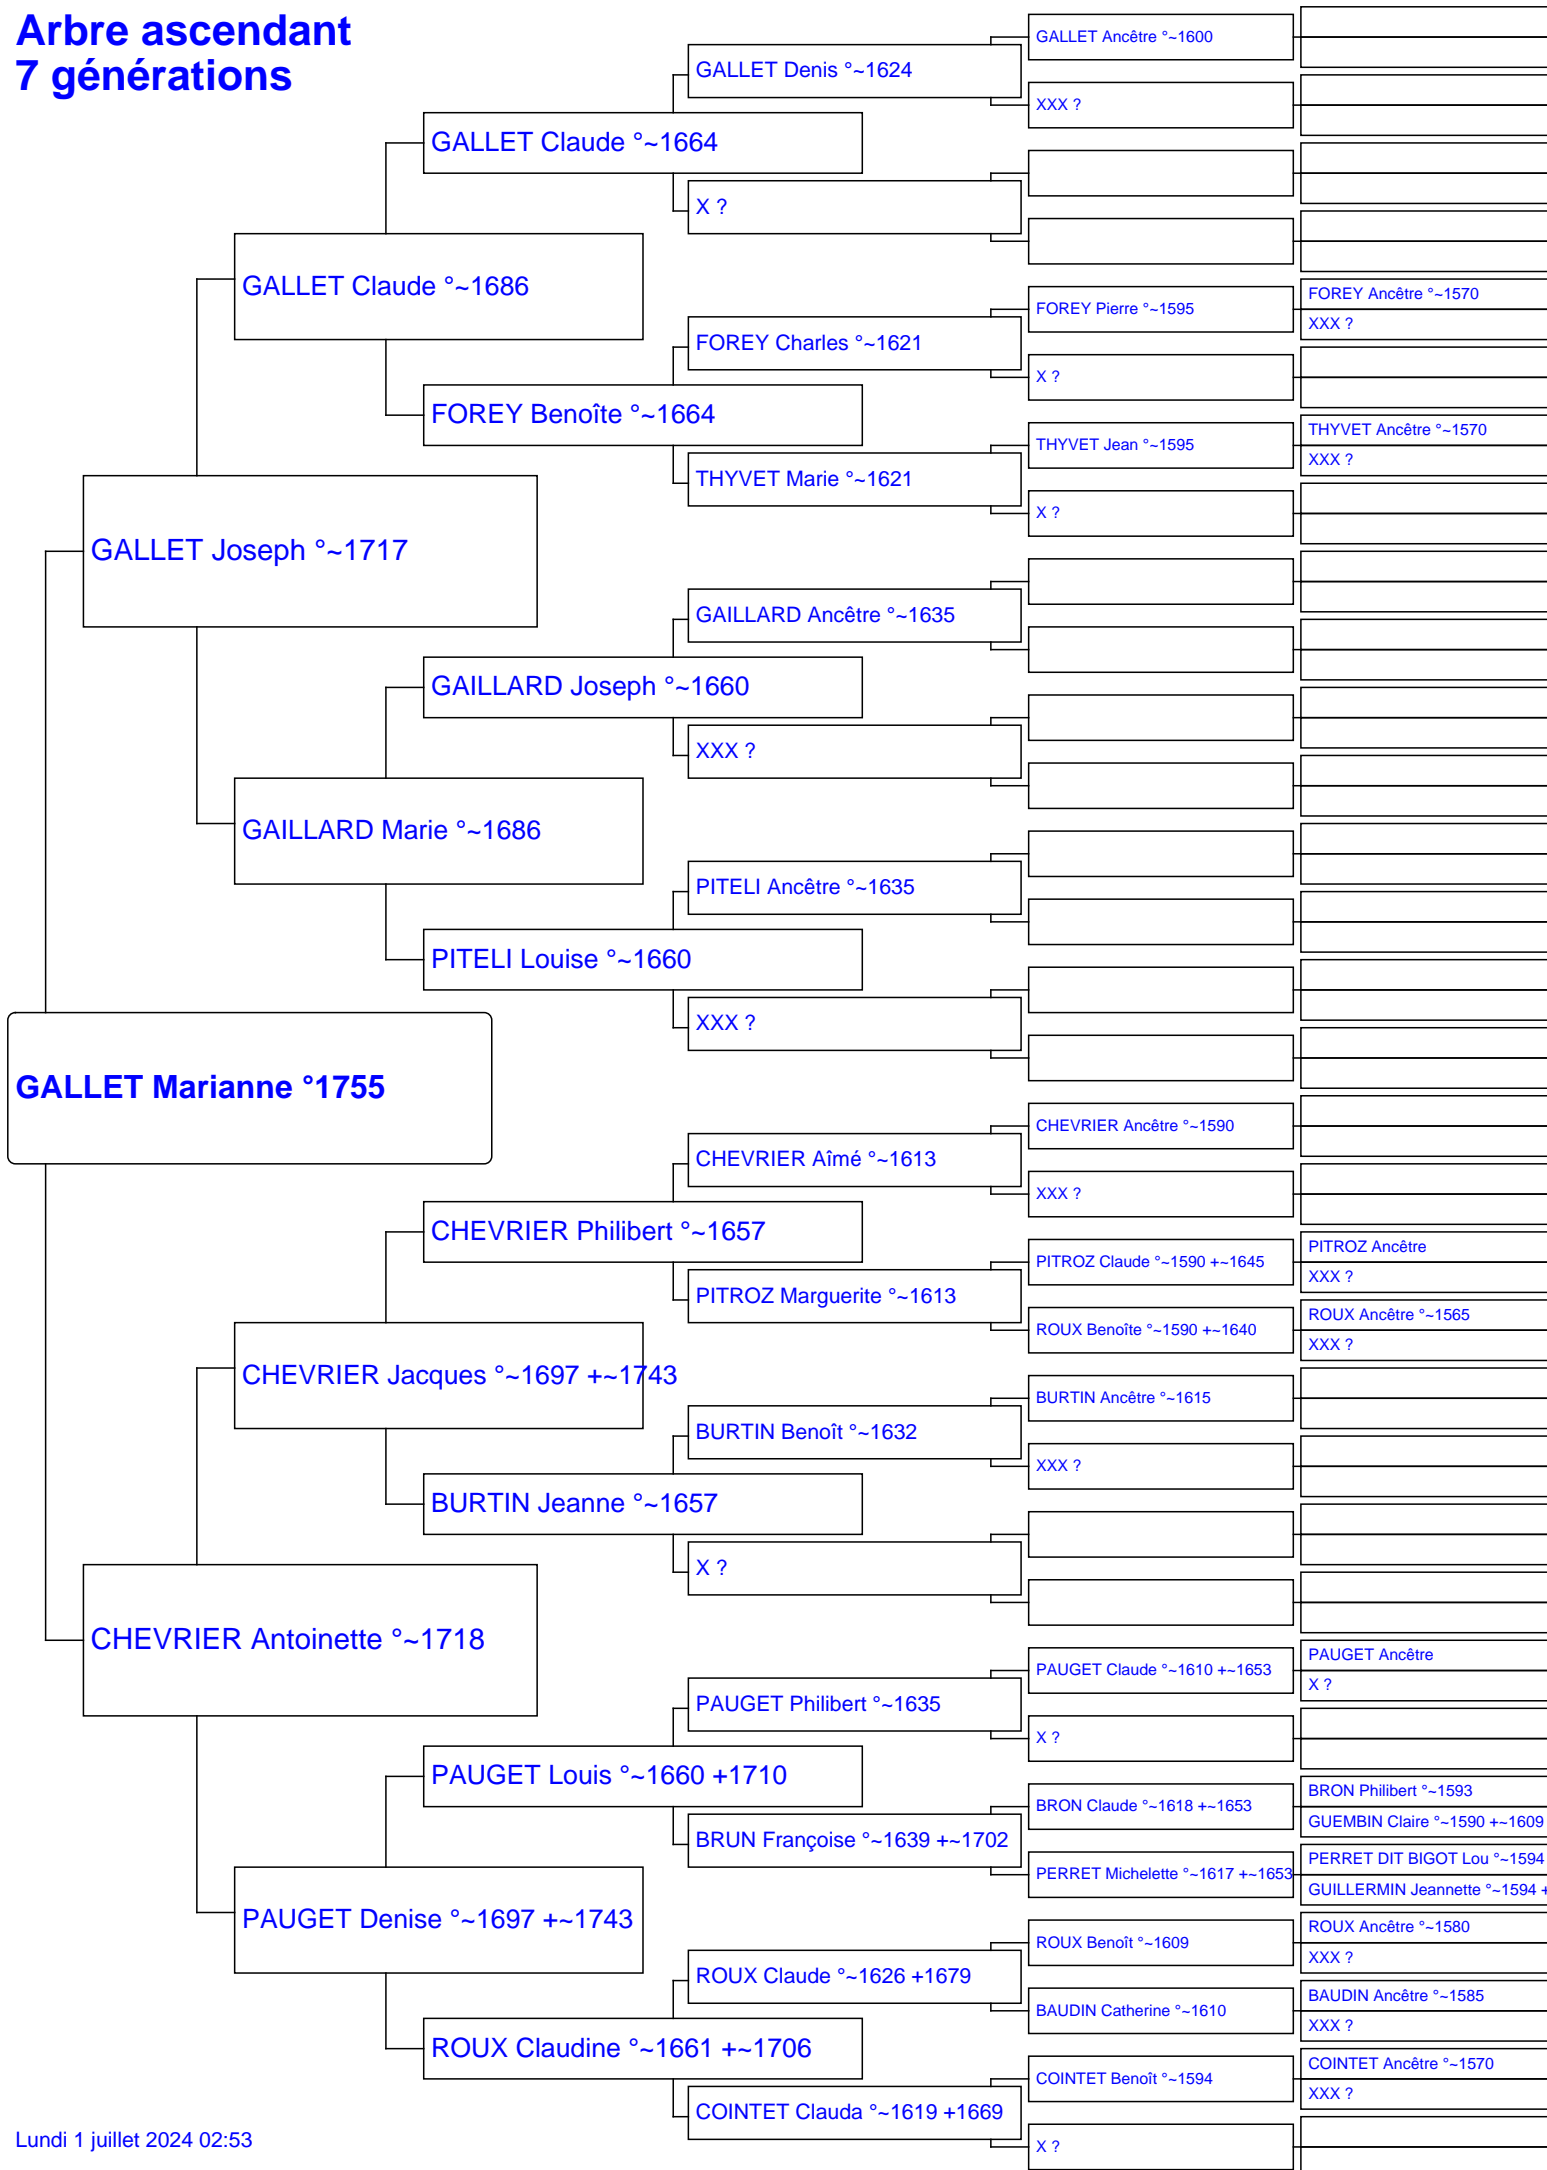 Arbre ascendant
7 générations
GALLET Marianne °1755
GALLET Joseph °~1717
CHEVRIER Antoinette °~1718
GALLET Claude °~1686
GAILLARD Marie °~1686
CHEVRIER Jacques °~1697 +~1743
PAUGET Denise °~1697 +~1743
GALLET Claude °~1664
FOREY Benoîte °~1664
GAILLARD Joseph °~1660
PITELI Louise °~1660
CHEVRIER Philibert °~1657
BURTIN Jeanne °~1657
PAUGET Louis °~1660 +1710
ROUX Claudine °~1661 +~1706
GALLET Denis °~1624
X ?
FOREY Charles °~1621
THYVET Marie °~1621
GAILLARD Ancêtre °~1635
XXX ?
PITELI Ancêtre °~1635
XXX ?
CHEVRIER Aîmé °~1613
PITROZ Marguerite °~1613
BURTIN Benoît °~1632
X ?
PAUGET Philibert °~1635
BRUN Françoise °~1639 +~1702
ROUX Claude °~1626 +1679
COINTET Clauda °~1619 +1669
GALLET Ancêtre °~1600
XXX ?
FOREY Pierre °~1595
X ?
THYVET Jean °~1595
X ?
CHEVRIER Ancêtre °~1590
XXX ?
PITROZ Claude °~1590 +~1645
ROUX Benoîte °~1590 +~1640
BURTIN Ancêtre °~1615
XXX ?
PAUGET Claude °~1610 +~1653
X ?
BRON Claude °~1618 +~1653
PERRET Michelette °~1617 +~1653
ROUX Benoît °~1609
BAUDIN Catherine °~1610
COINTET Benoît °~1594
X ?
FOREY Ancêtre °~1570
XXX ?
THYVET Ancêtre °~1570
XXX ?
PITROZ Ancêtre
XXX ?
ROUX Ancêtre °~1565
XXX ?
PAUGET Ancêtre
X ?
BRON Philibert °~1593
GUEMBIN Claire °~1590 +~1609
PERRET DIT BIGOT Lou °~1594
GUILLERMIN Jeannette °~1594 +
ROUX Ancêtre °~1580
XXX ?
BAUDIN Ancêtre °~1585
XXX ?
COINTET Ancêtre °~1570
XXX ?
Lundi 1 juillet 2024 02:53